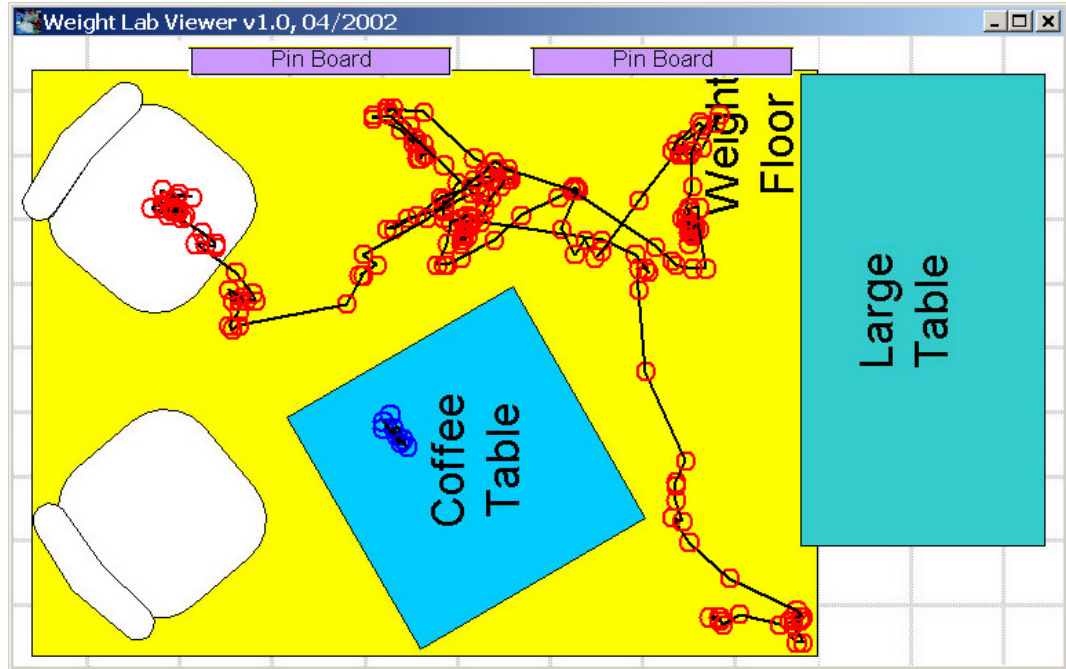 Weight Lab Viewer v1.0, 04/2002
Pin Board
Pin Board
Weight
Floor
Large
Table
Coffee
Table